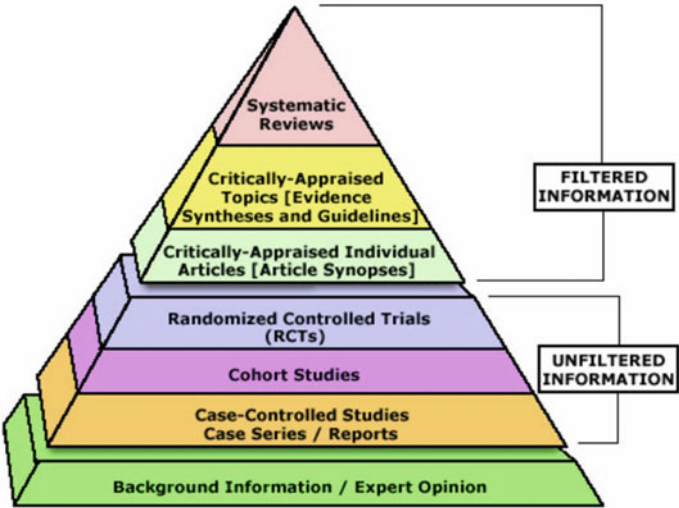 Systematic
Reviews
Critically-Appraised
Topics [Evidence
Syntheses and Guidelines]
FILTERED
INFORMATION
Critically-Appraised Individual
Articles [Article Synopses]
Randomized Controlled Trials
(RCTs)
UNFILTERED
INFORMATION
Cohort Studies
Case-Controlled Studies
Case Series / Reports
Background Information / Expert Opinion